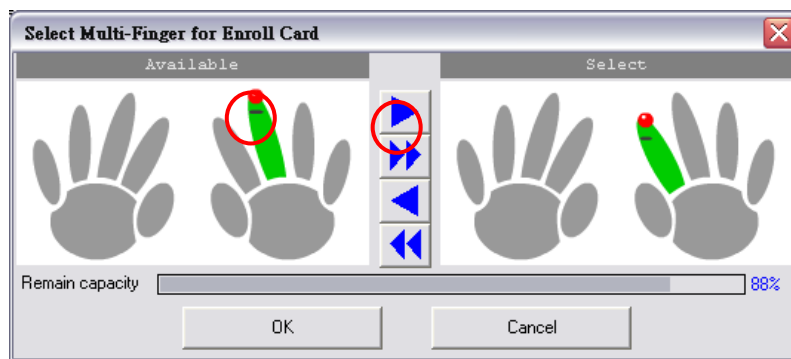 Select Multi-Finger for Enroll Card
Available
Select
Remain capacity
88%
OK
Cancel